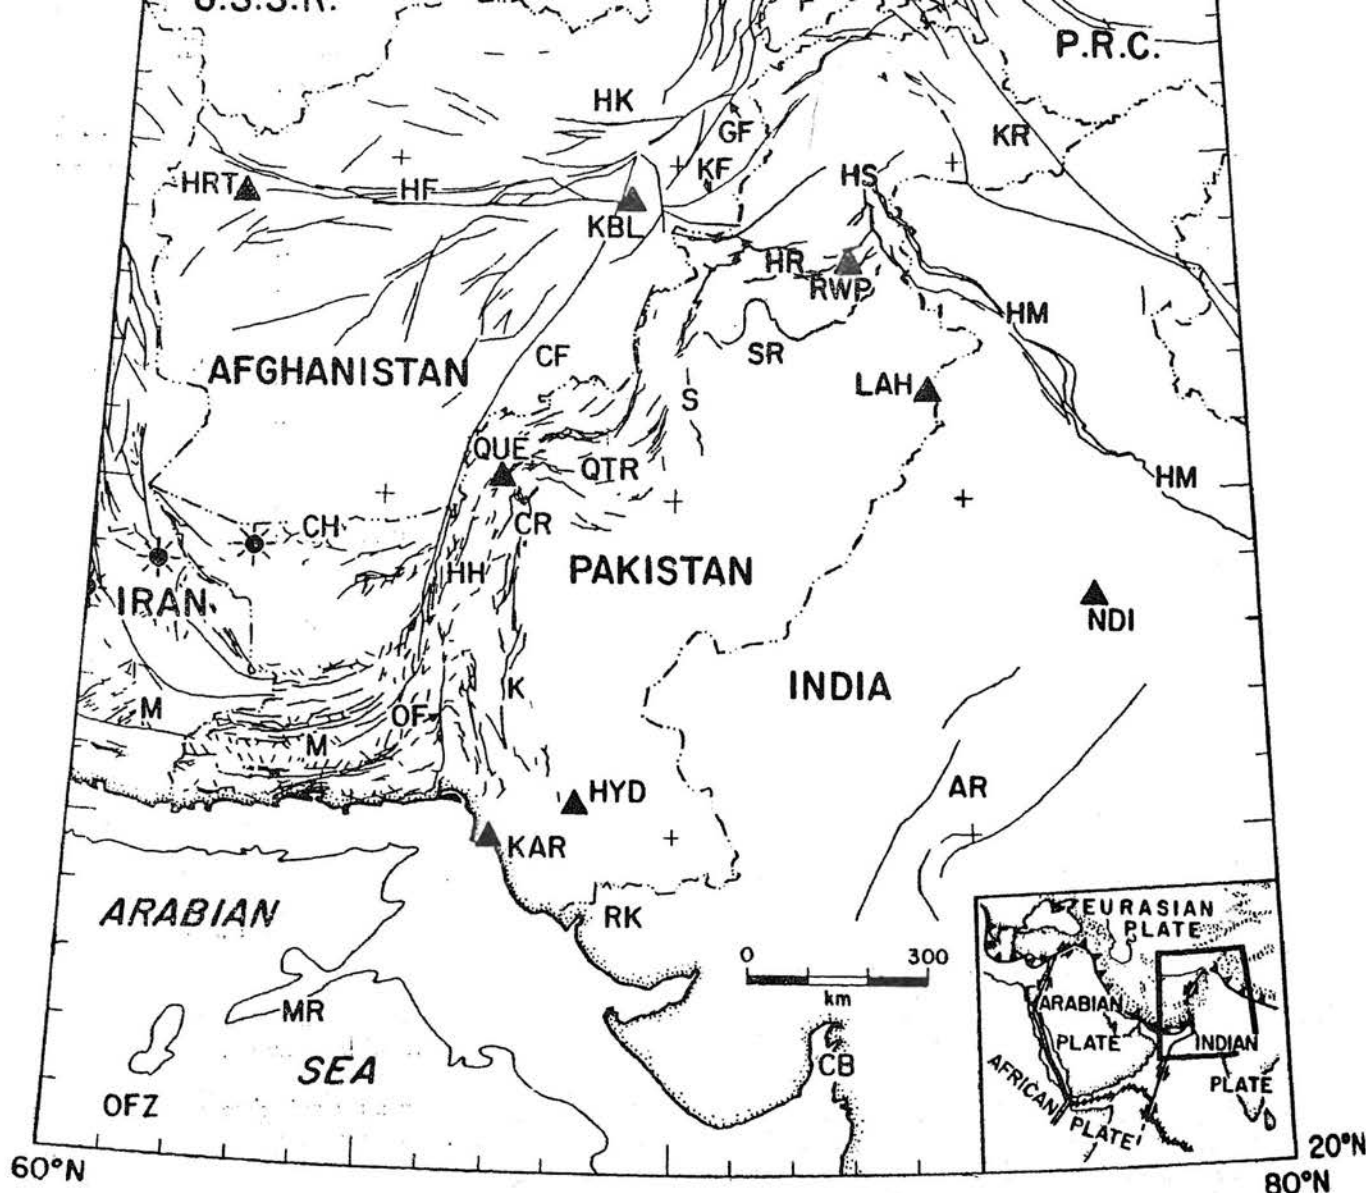 U.S.S.R.
P.R.C.
HK
GF
KR
KF
HRT
HF
HS
KBL
HR
RWP
HM
CF
SR
AFGHANISTAN
LAH
S
QUE
QTR
HM
CH
CR
HH
PAKISTAN
IRAN
NDI
K
INDIA
M
OF
M
AR
HYD
KAR
ARABIAN
RK
EURASIAN
PLATE
0 300
km
ARABIAN
MR
PLATE
INDIAN
SEA
CB
PLATE
AFRICAN
PLATE
OFZ
20°N
60°N
80°N